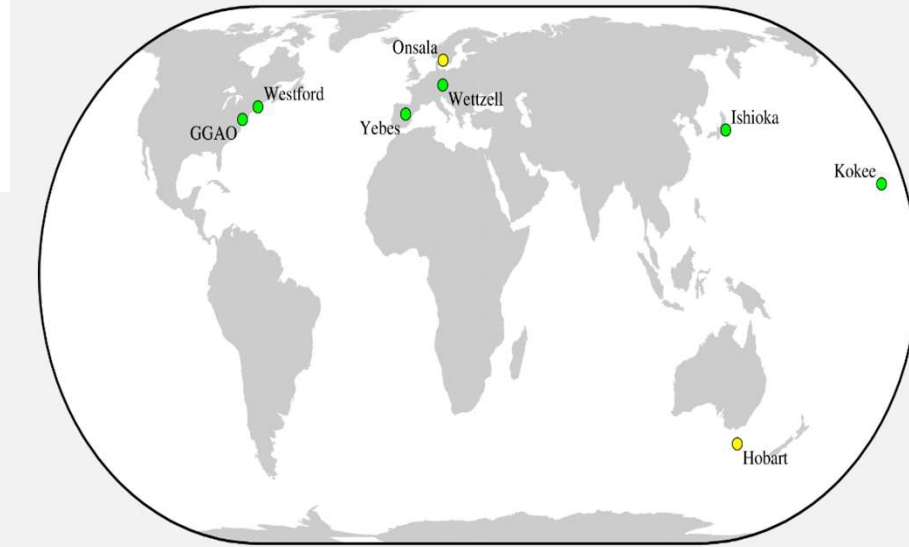 Onsala
Westford
Wettzell
GGAO
Yebes
Ishioka
Kokee
Hobart